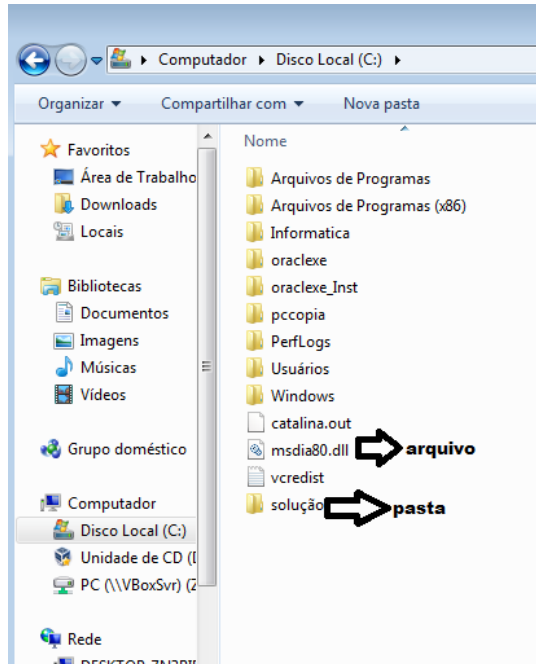 Computador ▸ Disco Local (C:) ▸
Organizar Compartilhar com Nova pasta
Favoritos
Área de Trabalho
Downloads
Locais
Bibliotecas
Documentos
Imagens
Músicas
Vídeos
Grupo doméstico
Computador
Disco Local (C:)
Unidade de CD (
PC (\\VBoxSvr) (Z
Rede
Nome
Arquivos de Programas
Arquivos de Programas (x86)
Informatica
oraclexe
oraclexe_Inst
pccopia
PerfLogs
Usuários
Windows
catalina.out
msdia80.dll arquivo
vcredist
solução pasta